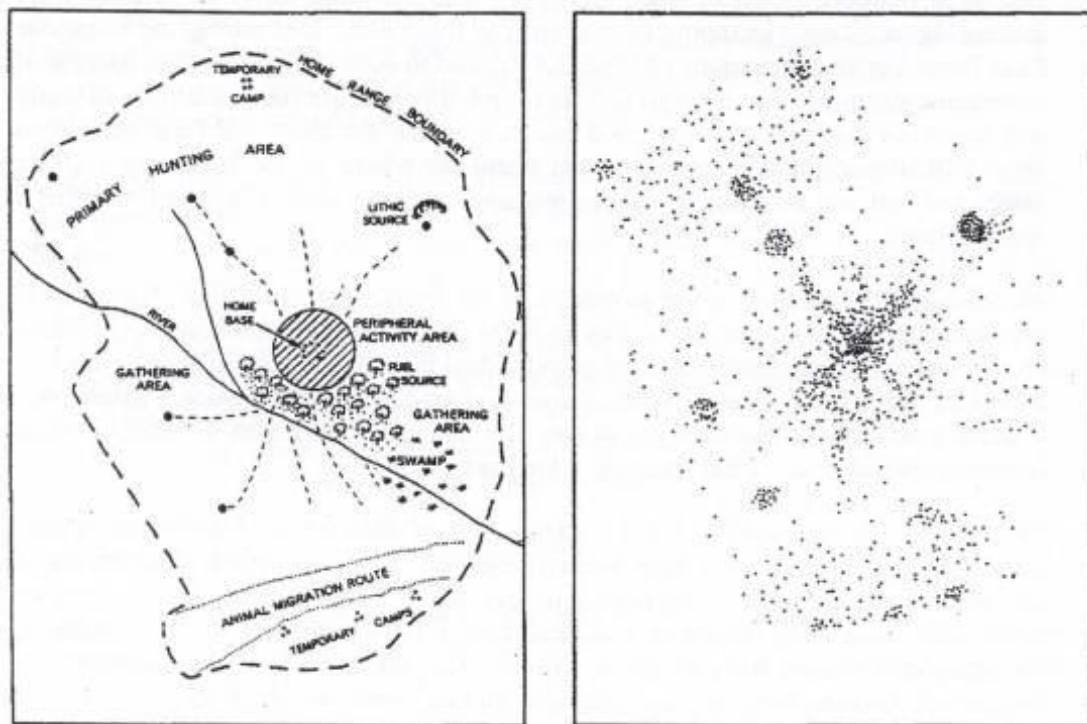 TEMPORARY
CAMP
HOME RANGE BOUNDARY
PRIMARY HUNTING AREA
LITHIC
SOURCE
HOME
BASE
PERIPHERAL
ACTIVITY AREA
RIVER
FUEL
SOURCE
GATHERING
AREA
GATHERING
AREA
SWAMP
ANIMAL MIGRATION ROUTE
TEMPORARY CAMPS